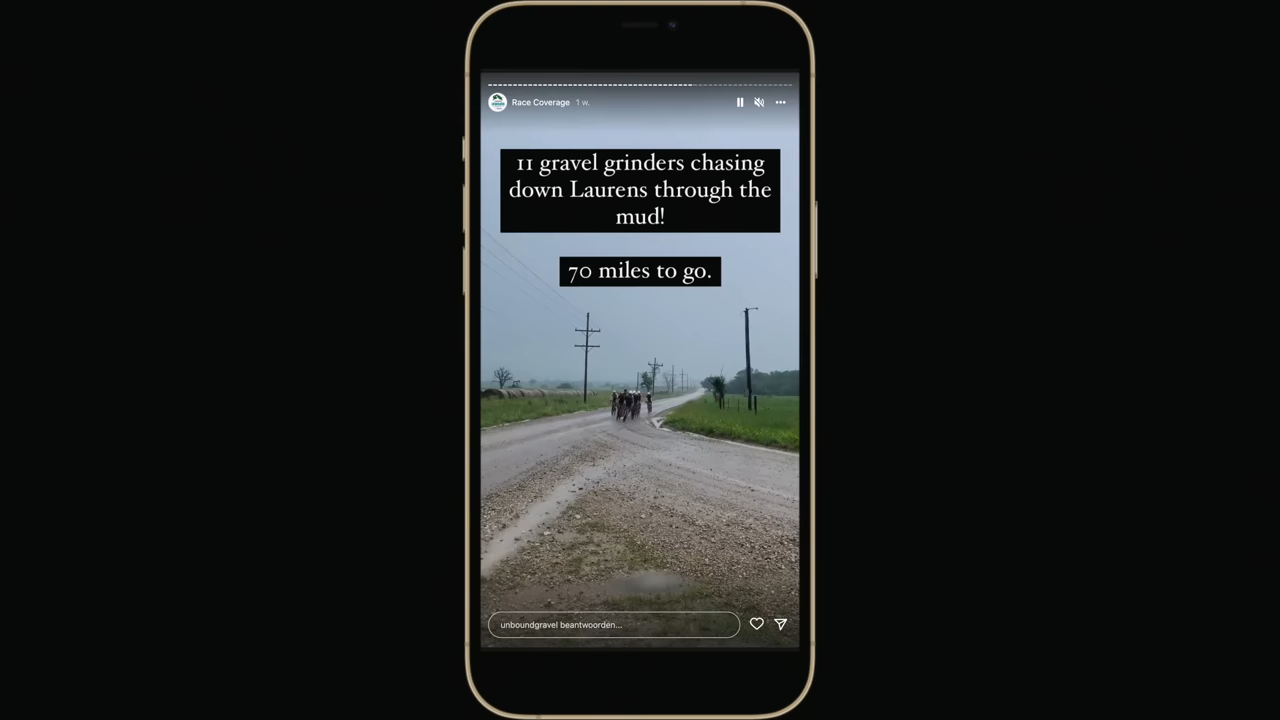 Race Coverage 1 w.
11 gravel grinders chasing
down Laurens through the
mud!
70 miles to go.
unboundgravel beantwoorden...